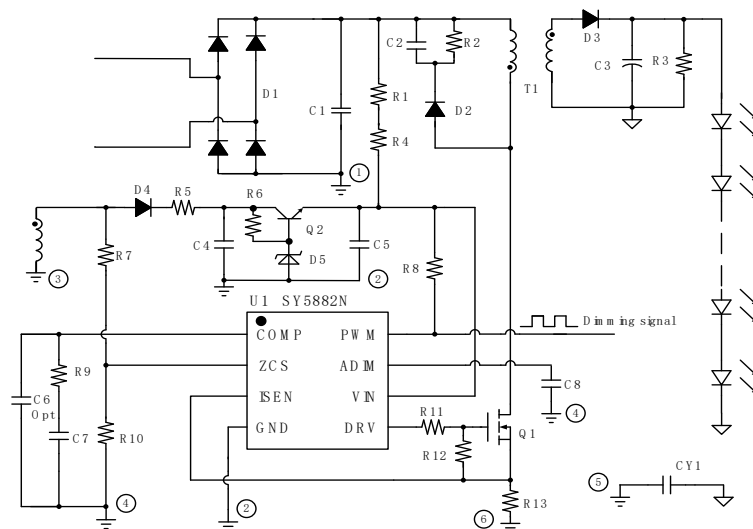 D1
C1
R1
R4
C2
R2
D2
T1
D3
C3
R3
1
D4
R5
R6
Q2
C4
D5
C5
2
R8
R7
3
U1 SY5882N
COMP
ZCS
ISEN
GND
PWM
ADIM
VIN
DRV
Dimming signal
C8
4
R9
C6
Opt
C7
R10
4
2
R11
R12
Q1
R13
6
5
CY1